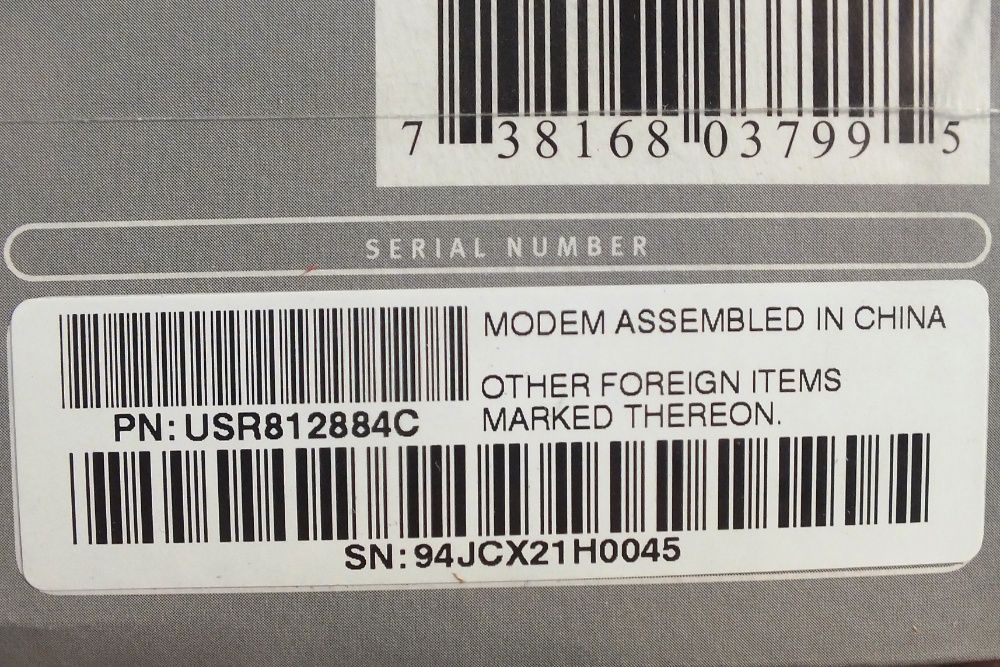 7 38168 03799 5
SERIAL NUMBER
MODEM ASSEMBLED IN CHINA
OTHER FOREIGN ITEMS
MARKED THEREON.
PN: USR812884C
SN: 94JCX21H0045